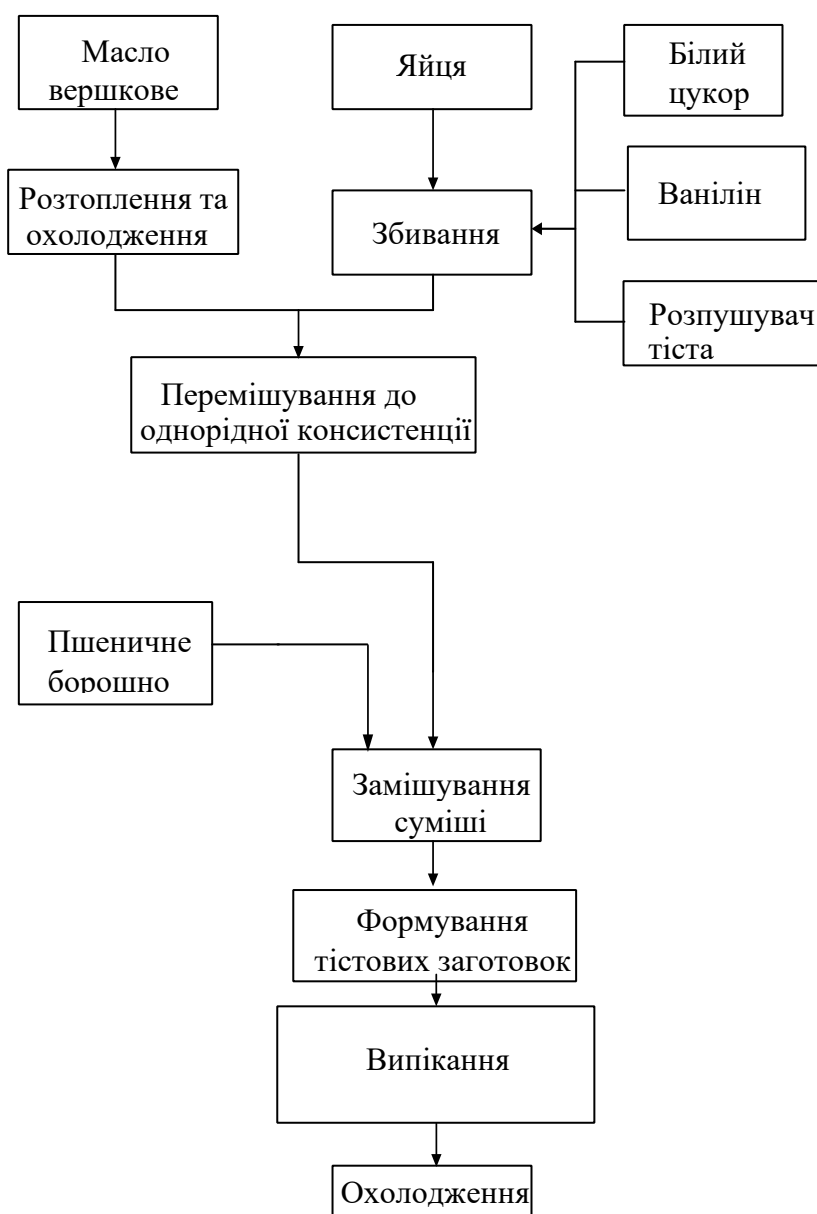 Масло
вершкове
Яйця
Білий
цукор
Розтоплення та
охолодження
Збивання
Ванілін
Розпушувач
тіста
Перемішування до
однорідної консистенції
Пшеничне
борошно
Замішування
суміші
Формування
тістових заготовок
Випікання
Охолодження